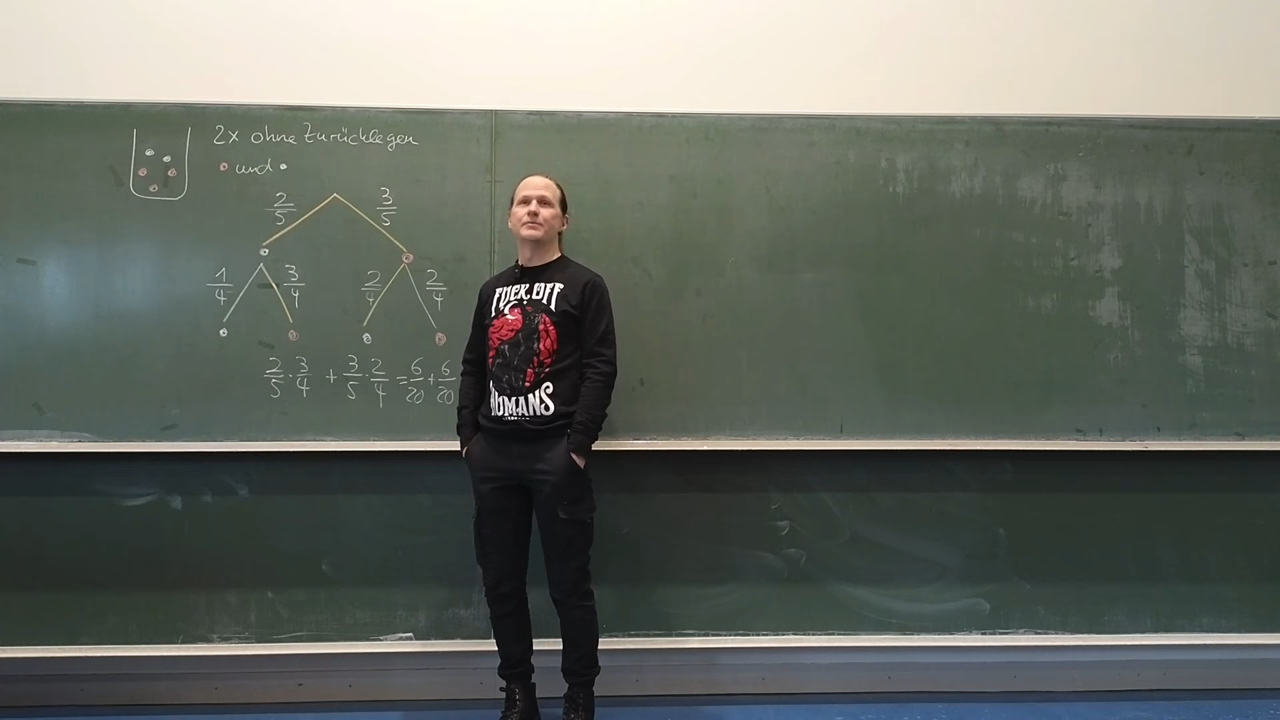 2x ohne Zurücklegen
und
2/5 3/5
1/4 3/4 2/4 2/4
2/5 · 3/4 + 3/5 · 2/4 = 6/20 + 6/20
FUCK OFF
HUMANS